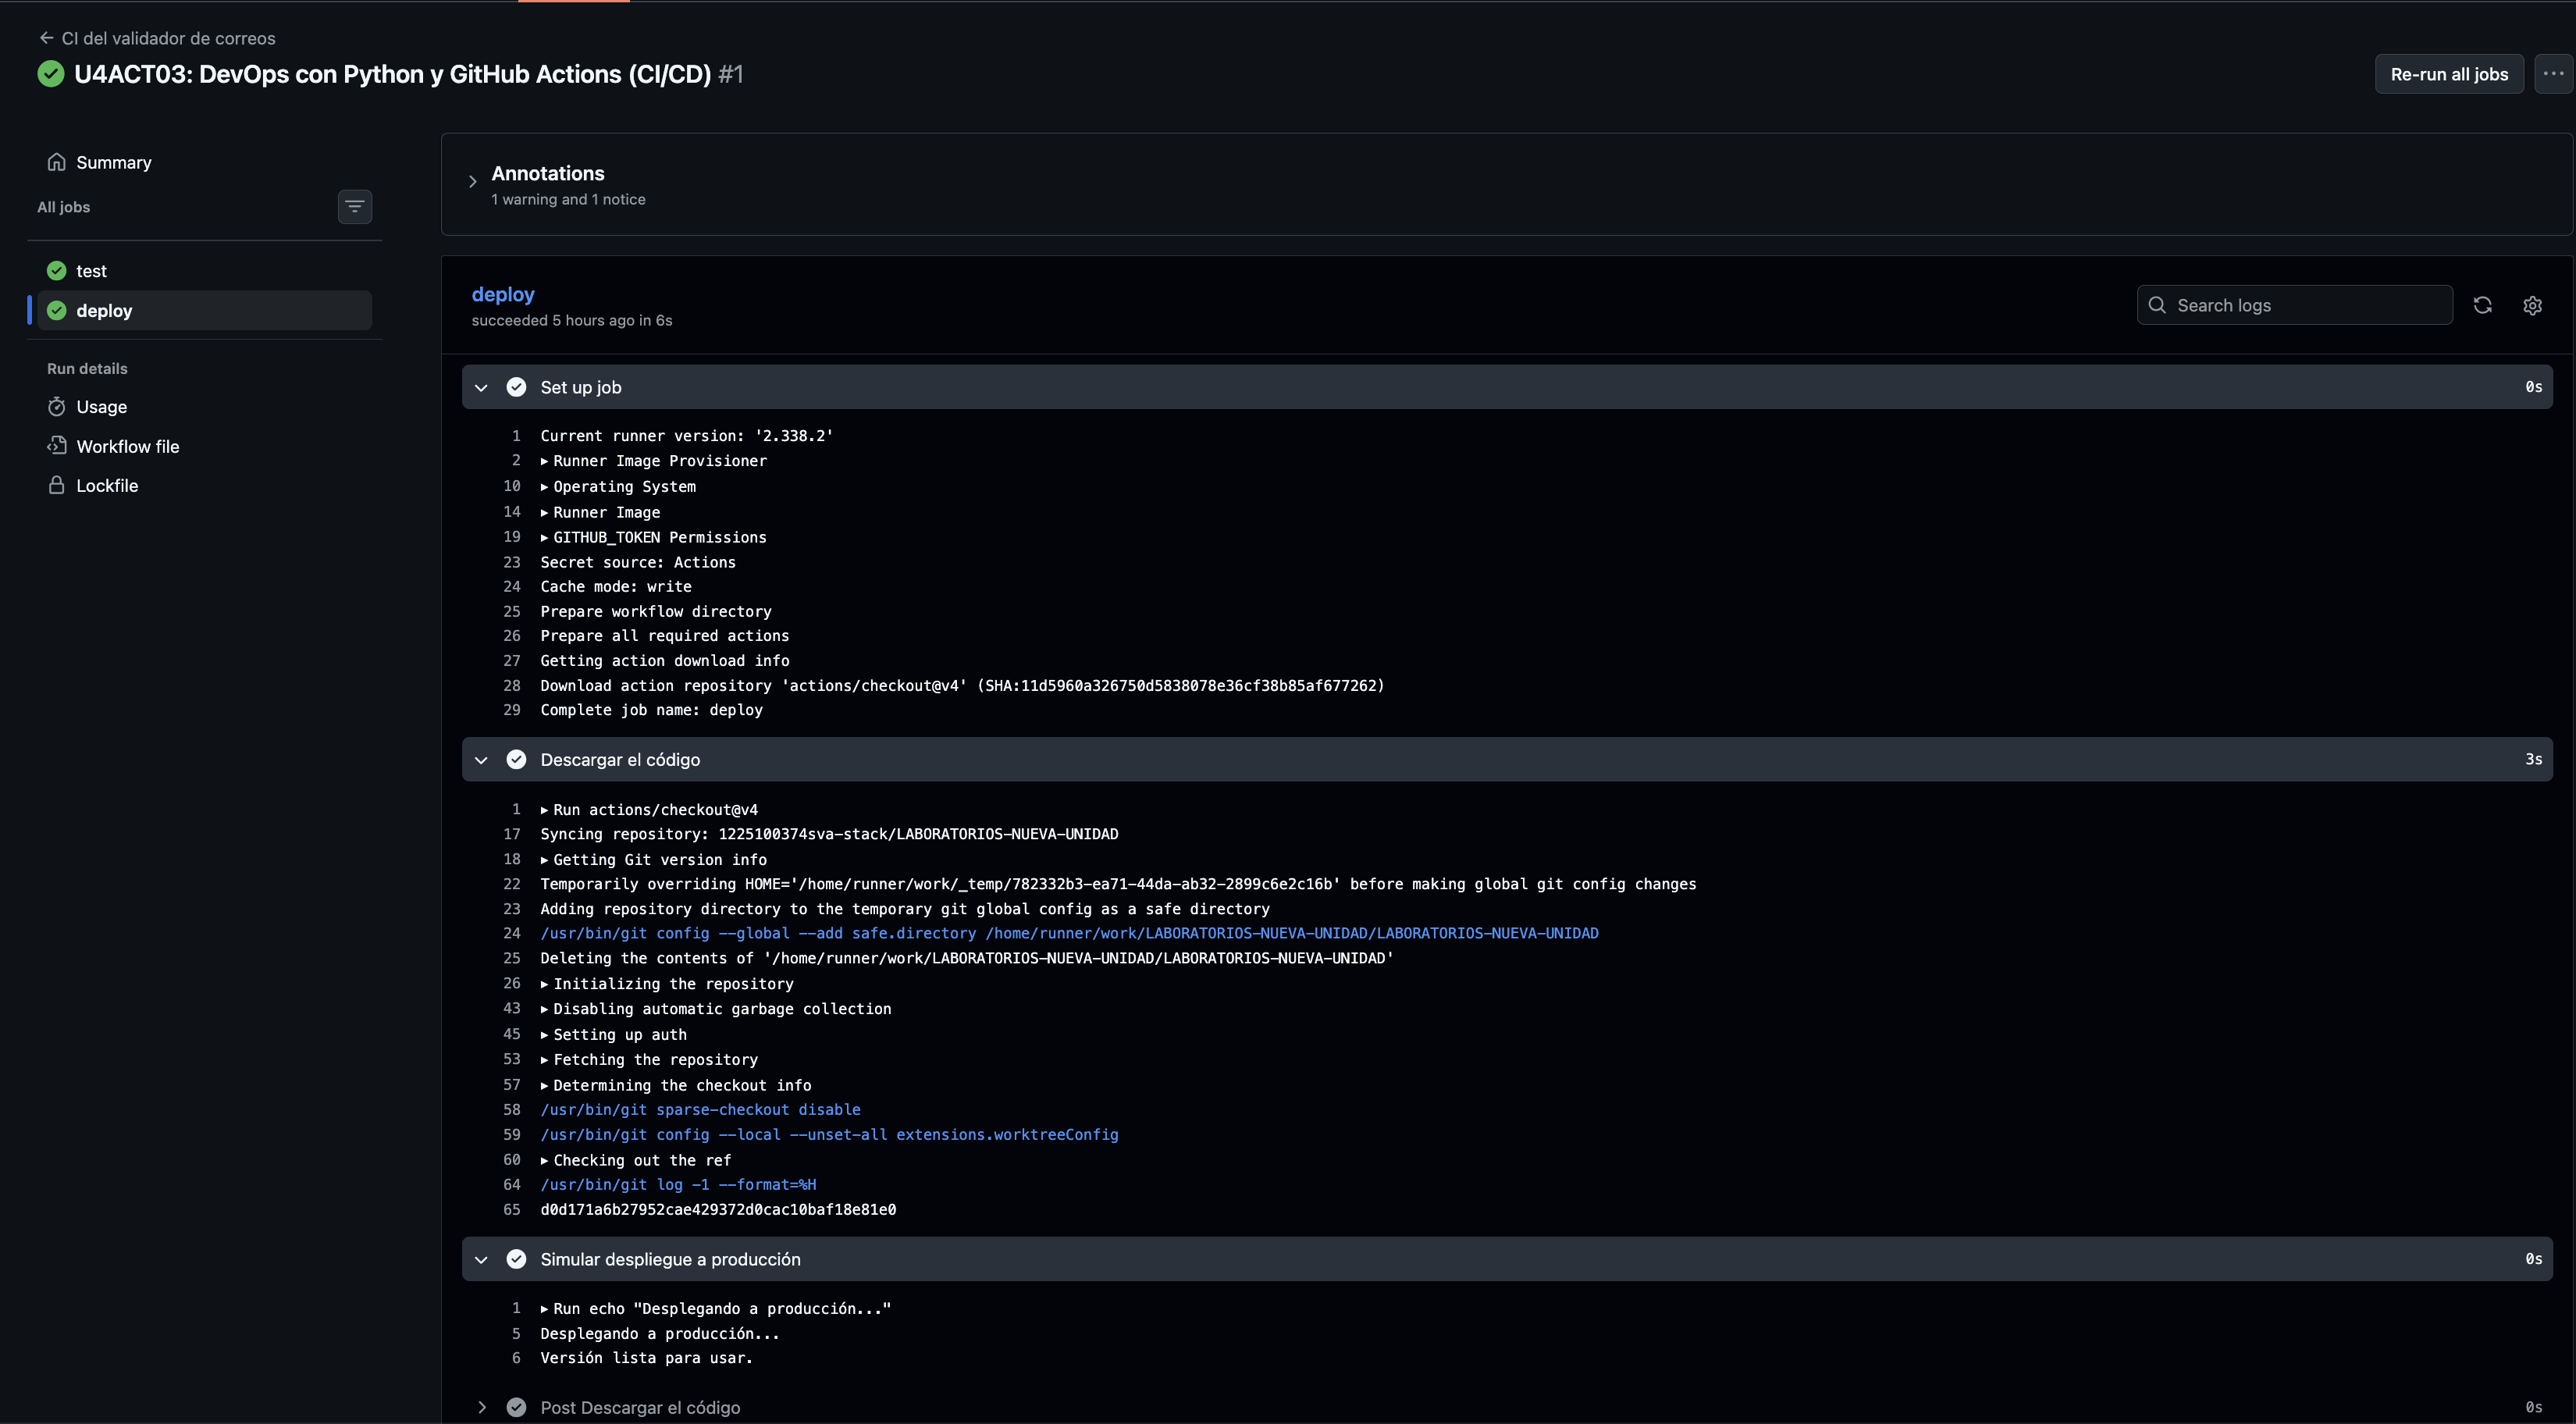 CI del validador de correos
U4ACT03: DevOps con Python y GitHub Actions (CI/CD) #1
Re-run all jobs
Summary
All jobs
test
deploy
Run details
Usage
Workflow file
Lockfile
Annotations
1 warning and 1 notice
deploy
succeeded 5 hours ago in 6s
Search logs
Set up job 0s
1 Current runner version: '2.338.2'
2 Runner Image Provisioner
10 Operating System
14 Runner Image
19 GITHUB_TOKEN Permissions
23 Secret source: Actions
24 Cache mode: write
25 Prepare workflow directory
26 Prepare all required actions
27 Getting action download info
28 Download action repository 'actions/checkout@v4' (SHA:11d5960a326750d5838078e36cf38b85af677262)
29 Complete job name: deploy
Descargar el código 3s
1 Run actions/checkout@v4
17 Syncing repository: 1225100374sva-stack/LABORATORIOS-NUEVA-UNIDAD
18 Getting Git version info
22 Temporarily overriding HOME='/home/runner/work/_temp/782332b3-ea71-44da-ab32-2899c6e2c16b' before making global git config changes
23 Adding repository directory to the temporary git global config as a safe directory
24 /usr/bin/git config --global --add safe.directory /home/runner/work/LABORATORIOS-NUEVA-UNIDAD/LABORATORIOS-NUEVA-UNIDAD
25 Deleting the contents of '/home/runner/work/LABORATORIOS-NUEVA-UNIDAD/LABORATORIOS-NUEVA-UNIDAD'
26 Initializing the repository
43 Disabling automatic garbage collection
45 Setting up auth
53 Fetching the repository
57 Determining the checkout info
58 /usr/bin/git sparse-checkout disable
59 /usr/bin/git config --local --unset-all extensions.worktreeConfig
60 Checking out the ref
64 /usr/bin/git log -1 --format=%H
65 d0d171a6b27952cae429372d0cac10baf18e81e0
Simular despliegue a producción 0s
1 Run echo "Desplegando a producción..."
5 Desplegando a producción...
6 Versión lista para usar.
Post Descargar el código 0s